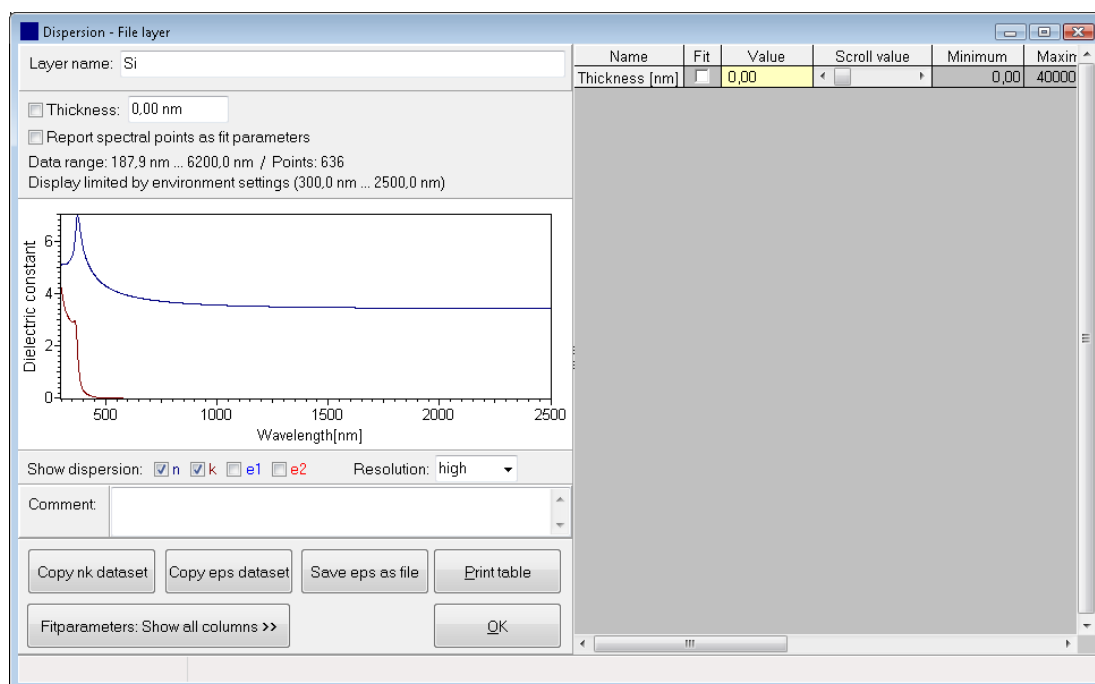 Dispersion - File layer
Layer name: Si
Thickness: 0,00 nm
Report spectral points as fit parameters
Data range: 187,9 nm ... 6200,0 nm / Points: 636
Display limited by environment settings (300,0 nm ... 2500,0 nm)
Dielectric constant
6
4
2
0
500 1000 1500 2000 2500
Wavelength[nm]
Show dispersion: n k e1 e2 Resolution: high
Comment:
Copy nk dataset Copy eps dataset Save eps as file Print table
Fitparameters: Show all columns >> OK
Name Fit Value Scroll value Minimum Maxim
Thickness [nm] 0,00 0,00 40000